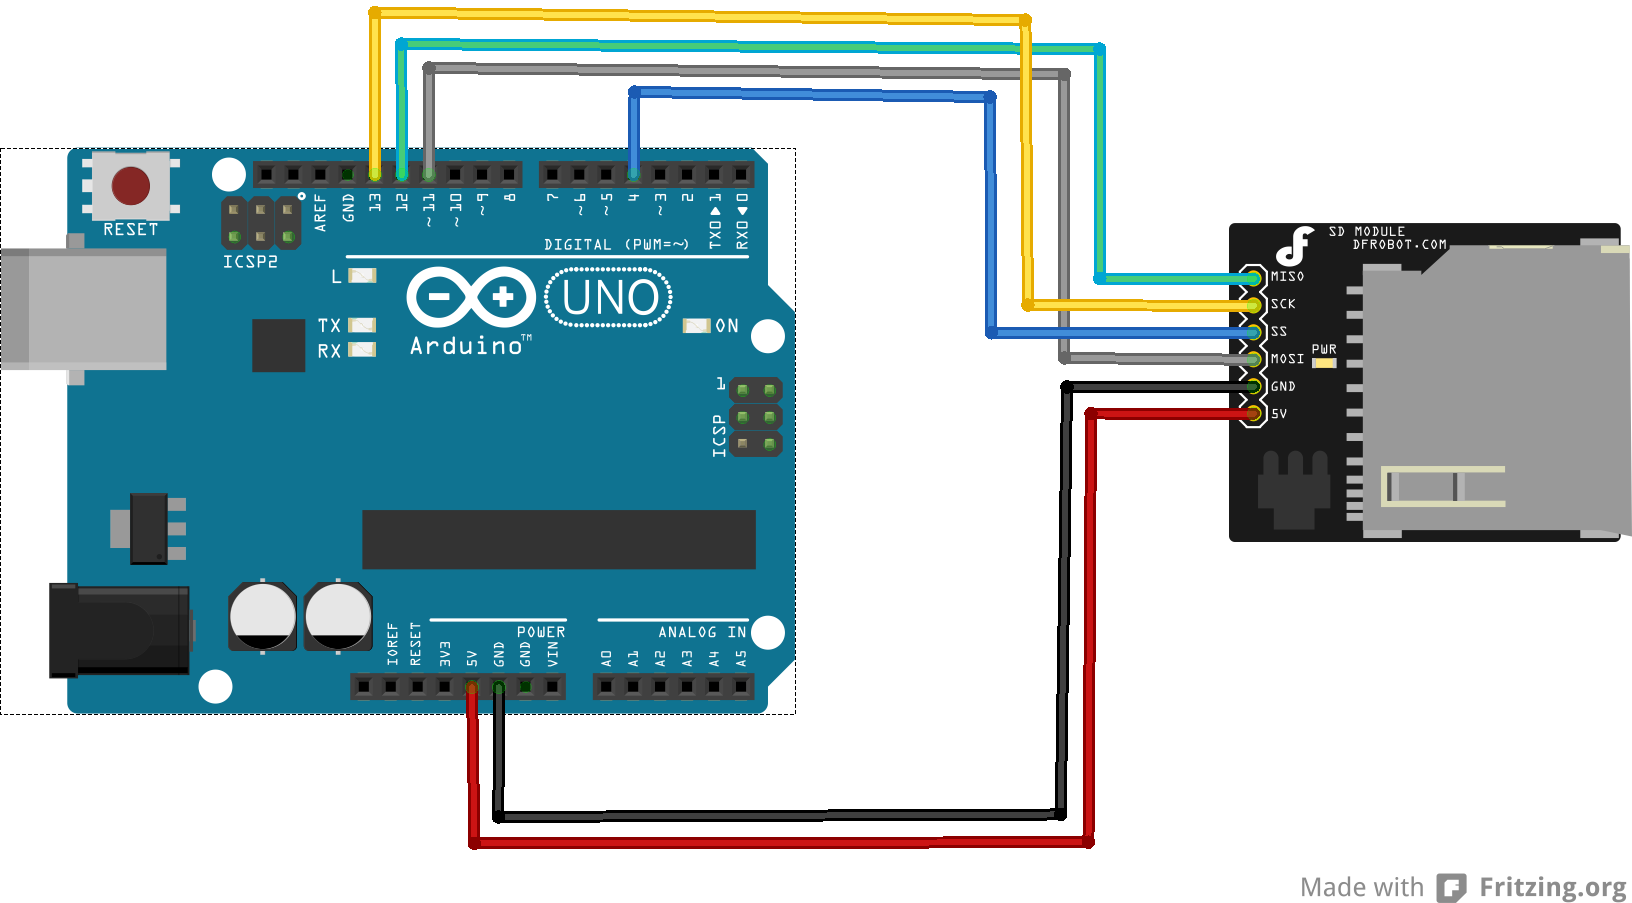 RESET
ICSP2
AREF
GND
13
12
~11
~10
~9
8
7
~6
~5
4
~3
2
TX0▶1
RX0◀0
DIGITAL (PWM=~)
L
TX
RX
UNO
Arduino™
ON
1
ICSP
IOREF
RESET
3V3
5V
GND
GND
VIN
POWER
ANALOG IN
A0
A1
A2
A3
A4
A5
SD MODULE
DFROBOT.COM
MISO
SCK
SS
MOSI
GND
5V
PWR
Made with Fritzing.org